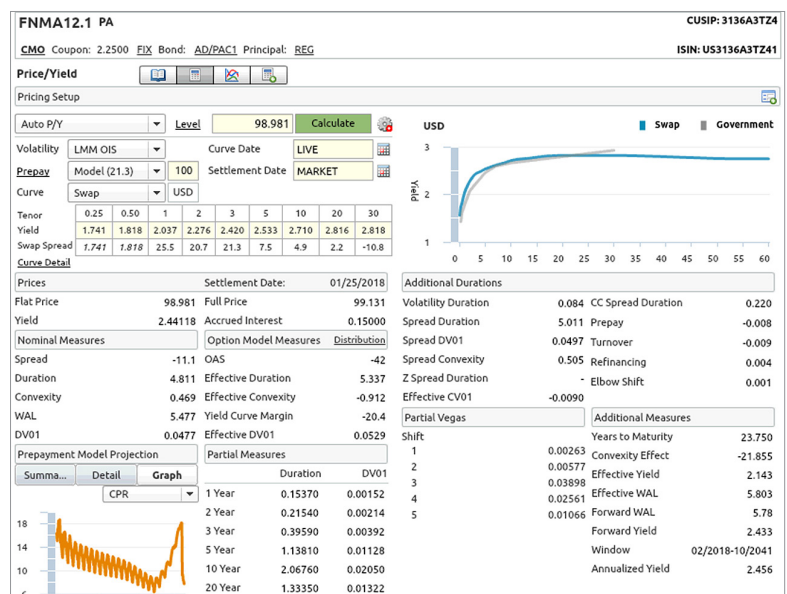 FNMA12.1 PA
CUSIP: 3136A3TZ4
CMO Coupon: 2.2500 FIX Bond: AD/PAC1 Principal: REG
ISIN: US3136A3TZ41
Price/Yield
Pricing Setup
Auto P/Y Level 98.981 Calculate
Volatility LMM OIS Curve Date LIVE
Prepay Model (21.3) 100 Settlement Date MARKET
Curve Swap USD
Tenor 0.25 0.50 1 2 3 5 10 20 30
Yield 1.741 1.818 2.037 2.276 2.420 2.533 2.710 2.816 2.818
Swap Spread 1.741 1.818 25.5 20.7 21.3 7.5 4.9 2.2 -10.8
Curve Detail
USD Swap Government
3
2
1
Yield
0 5 10 15 20 25 30 35 40 45 50 55 60
Prices Settlement Date: 01/25/2018
Flat Price 98.981 Full Price 99.131
Yield 2.44118 Accrued Interest 0.15000
Nominal Measures Option Model Measures Distribution
Spread -11.1 OAS -42
Duration 4.811 Effective Duration 5.337
Convexity 0.469 Effective Convexity -0.912
WAL 5.477 Yield Curve Margin -20.4
DV01 0.0477 Effective DV01 0.0529
Additional Durations
Volatility Duration 0.084 CC Spread Duration 0.220
Spread Duration 5.011 Prepay -0.008
Spread DV01 0.0497 Turnover -0.009
Spread Convexity 0.505 Refinancing 0.004
Z Spread Duration - Elbow Shift 0.001
Effective CV01 -0.0090
Prepayment Model Projection
Summa... Detail Graph
CPR
18
14
10
6
Partial Measures
Duration DV01
1 Year 0.15370 0.00152
2 Year 0.21540 0.00214
3 Year 0.39590 0.00392
5 Year 1.13810 0.01128
10 Year 2.06760 0.02050
20 Year 1.33350 0.01322
Partial Vegas
Shift
1 0.00263
2 0.00577
3 0.03898
4 0.02561
5 0.01066
Additional Measures
Years to Maturity 23.750
Convexity Effect -21.855
Effective Yield 2.143
Effective WAL 5.803
Forward WAL 5.78
Forward Yield 2.433
Window 02/2018-10/2041
Annualized Yield 2.456